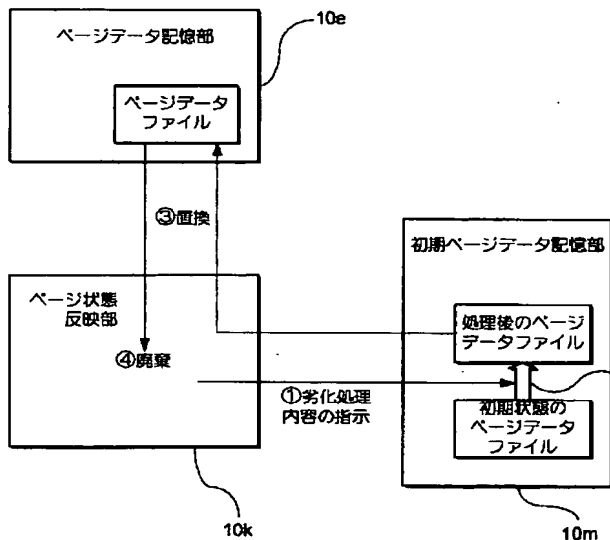 ページデータ記憶部
10e
ページデータ
ファイル
③置換
初期ページデータ記憶部
ページ状態
反映部
処理後のページ
データファイル
④廃棄
①劣化処理
内容の指示
初期状態の
ページデータ
ファイル
10k
10m